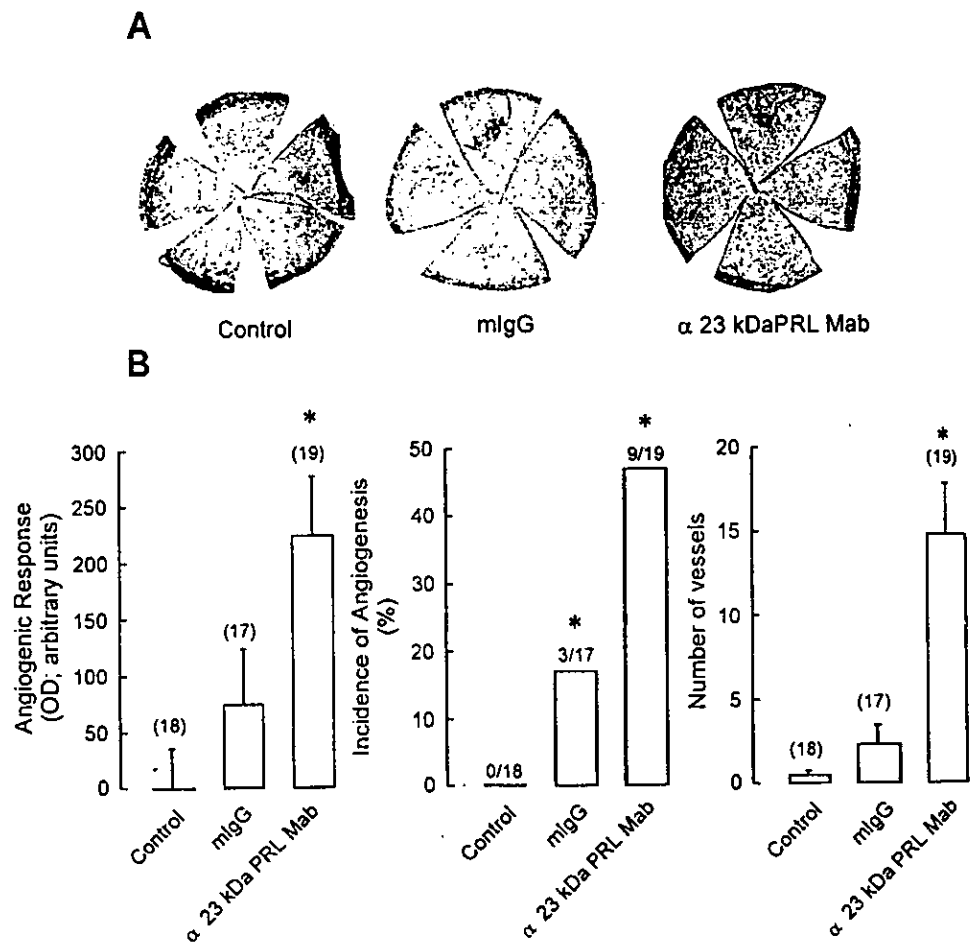 A
Control
mIgG
α 23 kDaPRL Mab
B
Angiogenic Response
(OD; arbitrary units)
300
250
200
150
100
50
0
(18)
(17)
*
(19)
Control
mIgG
α 23 kDa PRL Mab
Incidence of Angiogenesis
(%)
50
40
30
20
10
0
0/18
*
3/17
*
9/19
Control
mIgG
α 23 kDa PRL Mab
Number of vessels
20
15
10
5
0
(18)
(17)
*
(19)
Control
mIgG
α 23 kDa PRL Mab